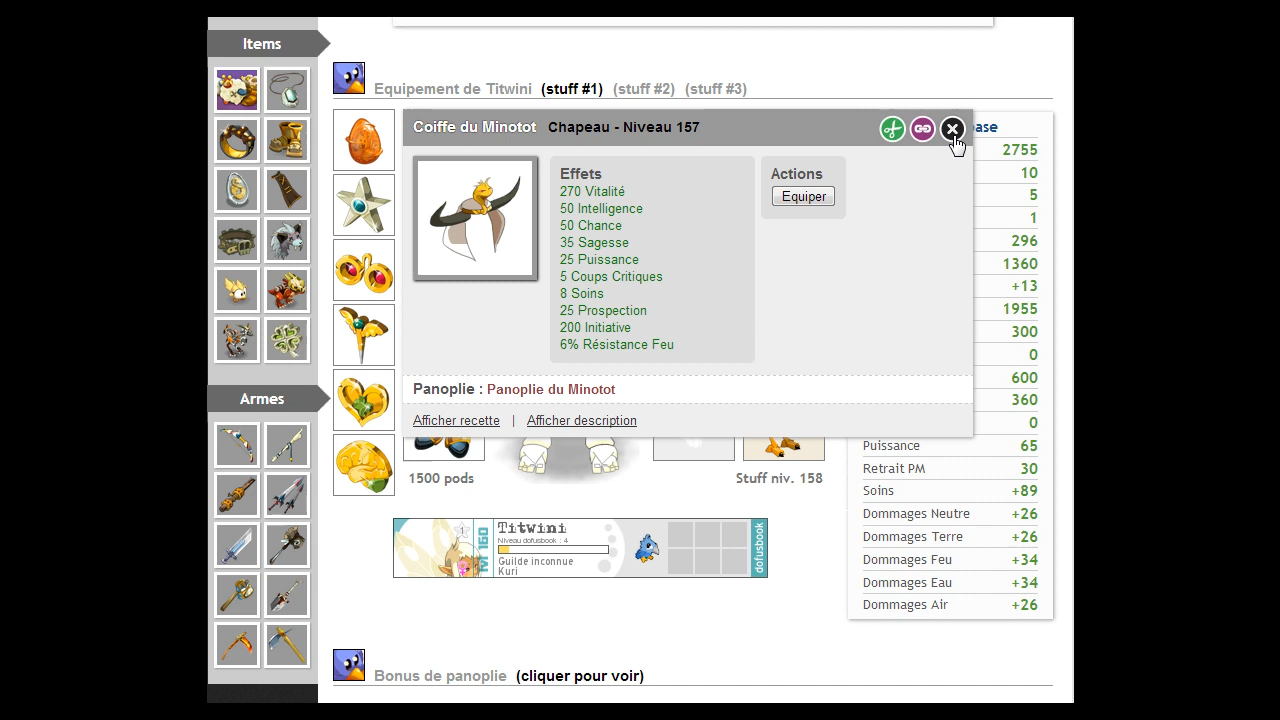 Items
Equipement de Titwini (stuff #1) (stuff #2) (stuff #3)
Coiffe du Minotot Chapeau - Niveau 157
Effets
270 Vitalité
50 Intelligence
50 Chance
35 Sagesse
25 Puissance
5 Coups Critiques
8 Soins
25 Prospection
200 Initiative
6% Résistance Feu
Actions
Equiper
Panoplie : Panoplie du Minotot
Afficher recette | Afficher description
base
2755
10
5
1
296
1360
+13
1955
300
0
600
360
0
Puissance 65
Retrait PM 30
Soins +89
Dommages Neutre +26
Dommages Terre +26
Dommages Feu +34
Dommages Eau +34
Dommages Air +26
Armes
1500 pods
Stuff niv. 158
1
lvl 160
Titwini
Niveau dofusbook : 4
Guilde inconnue
Kuri
dofusbook
Bonus de panoplie (cliquer pour voir)